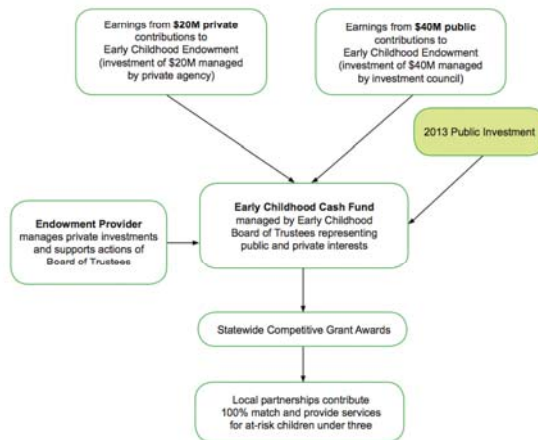 Earnings from $20M private
contributions to
Early Childhood Endowment
(investment of $20M managed
by private agency)
Earnings from $40M public
contributions to
Early Childhood Endowment
(investment of $40M managed
by investment council)
2013 Public Investment
Early Childhood Cash Fund
managed by Early Childhood
Board of Trustees representing
public and private interests
Endowment Provider
manages private investments
and supports actions of
Board of Trustees
Statewide Competitive Grant Awards
Local partnerships contribute
100% match and provide services
for at-risk children under three